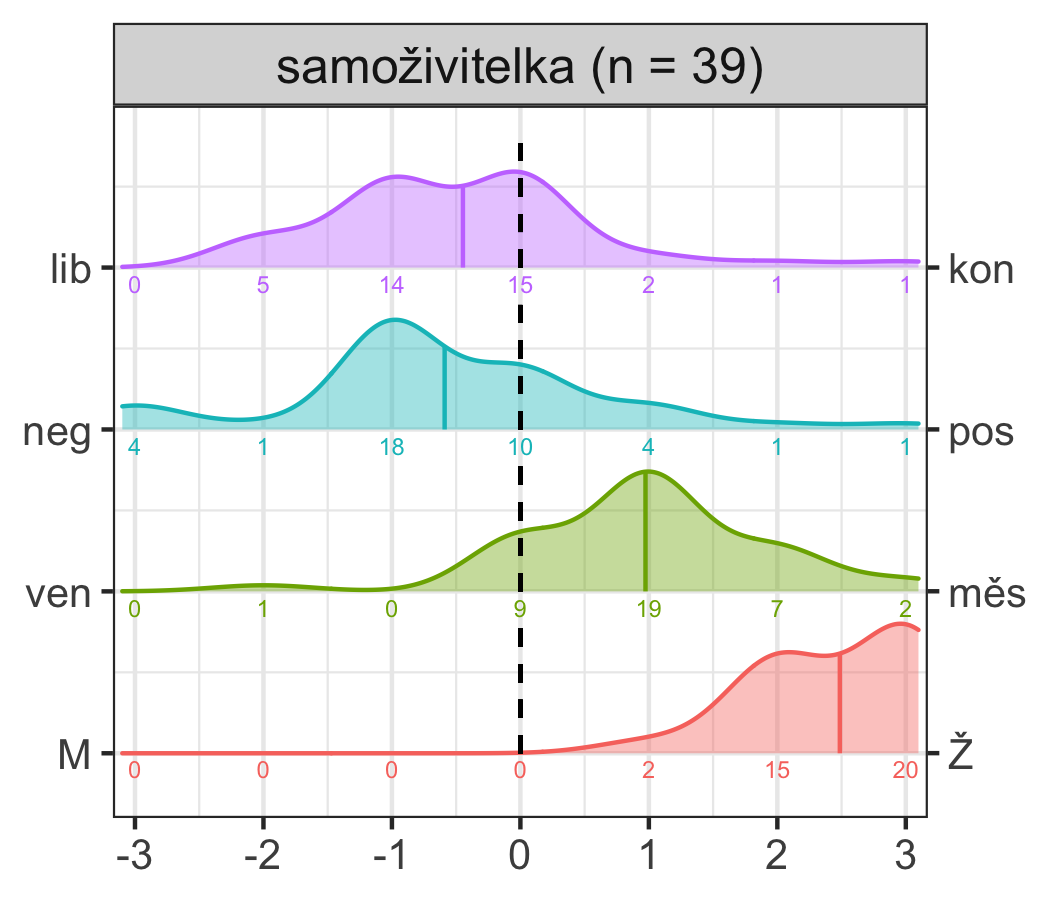 samoživitelka (n = 39)
lib kon
0 5 14 15 2 1 1
neg pos
4 1 18 10 4 1 1
ven měs
0 1 0 9 19 7 2
M Ž
0 0 0 0 2 15 20
-3 -2 -1 0 1 2 3